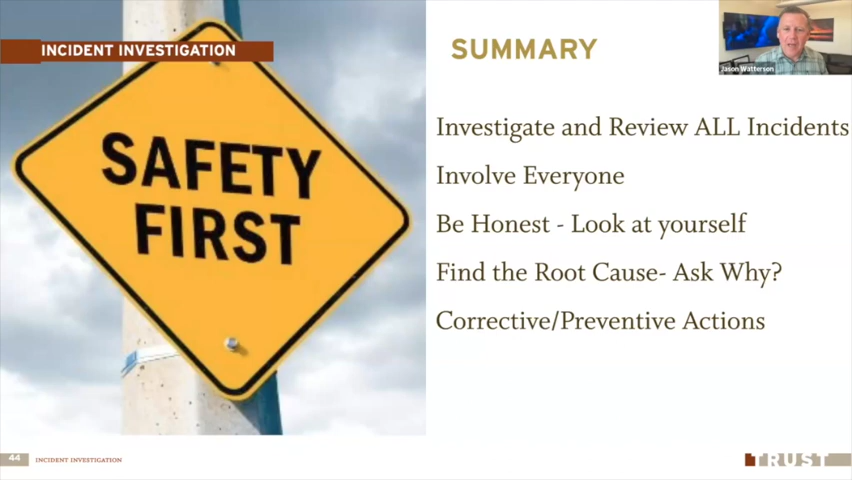 INCIDENT INVESTIGATION
SAFETY
FIRST
SUMMARY
Jason Watterson
Investigate and Review ALL Incidents
Involve Everyone
Be Honest - Look at yourself
Find the Root Cause- Ask Why?
Corrective/Preventive Actions
44
INCIDENT INVESTIGATION
TRUST